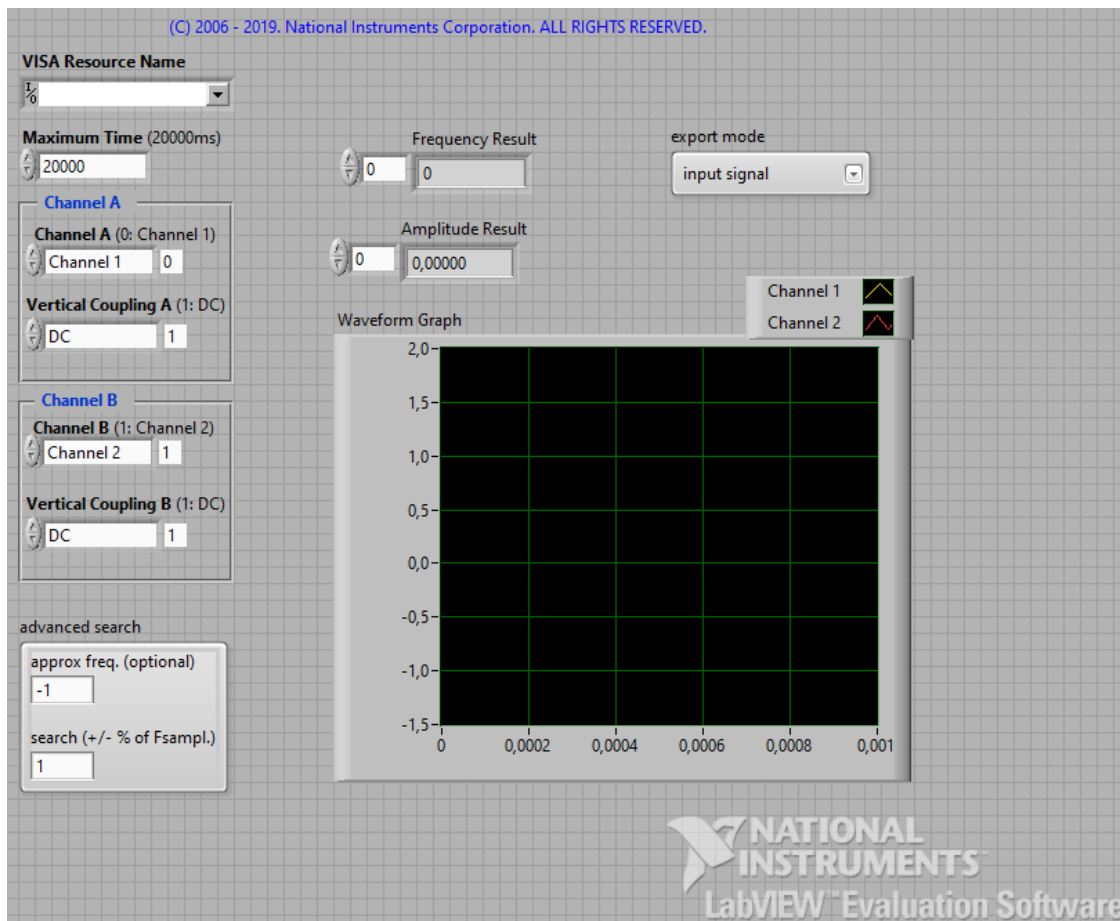 (C) 2006 - 2019. National Instruments Corporation. ALL RIGHTS RESERVED.
VISA Resource Name
I/O
Maximum Time (20000ms)
20000
Channel A
Channel A (0: Channel 1)
Channel 1 0
Vertical Coupling A (1: DC)
DC 1
Channel B
Channel B (1: Channel 2)
Channel 2 1
Vertical Coupling B (1: DC)
DC 1
advanced search
approx freq. (optional)
-1
search (+/- % of Fsampl.)
1
Frequency Result
0 0
Amplitude Result
0 0,00000
export mode
input signal
Channel 1
Channel 2
Waveform Graph
2,0
1,5
1,0
0,5
0,0
-0,5
-1,0
-1,5
0 0,0002 0,0004 0,0006 0,0008 0,001
NATIONAL
INSTRUMENTS™
LabVIEW™ Evaluation Software